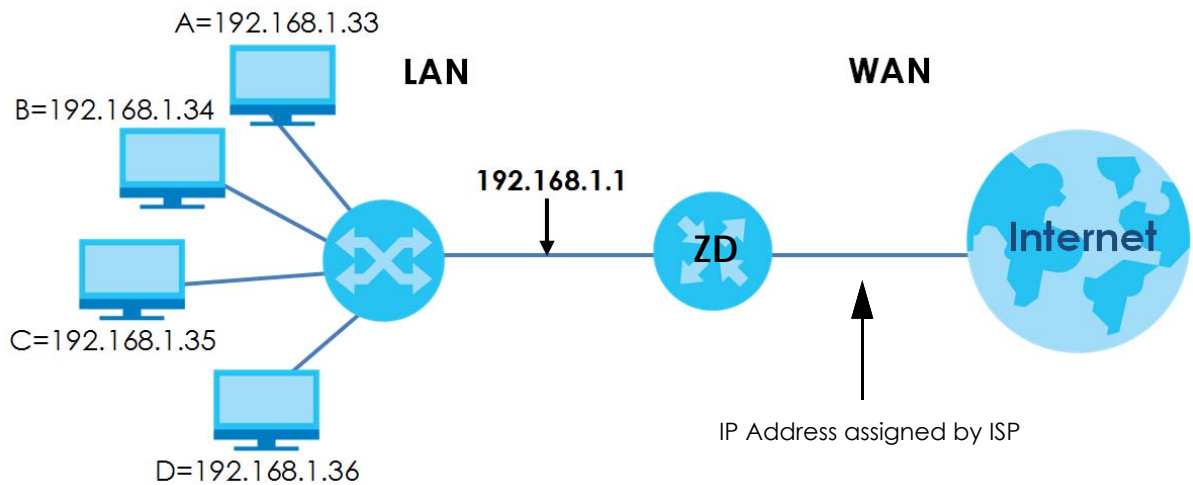 A=192.168.1.33
LAN
WAN
B=192.168.1.34
192.168.1.1
ZD
Internet
C=192.168.1.35
IP Address assigned by ISP
D=192.168.1.36